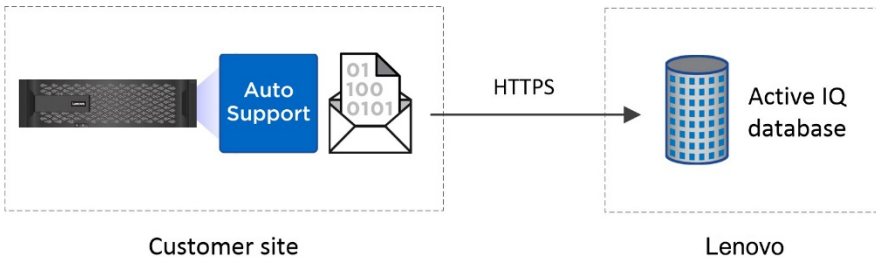 Auto
Support
01
100
0101
HTTPS
Active IQ
database
Customer site
Lenovo